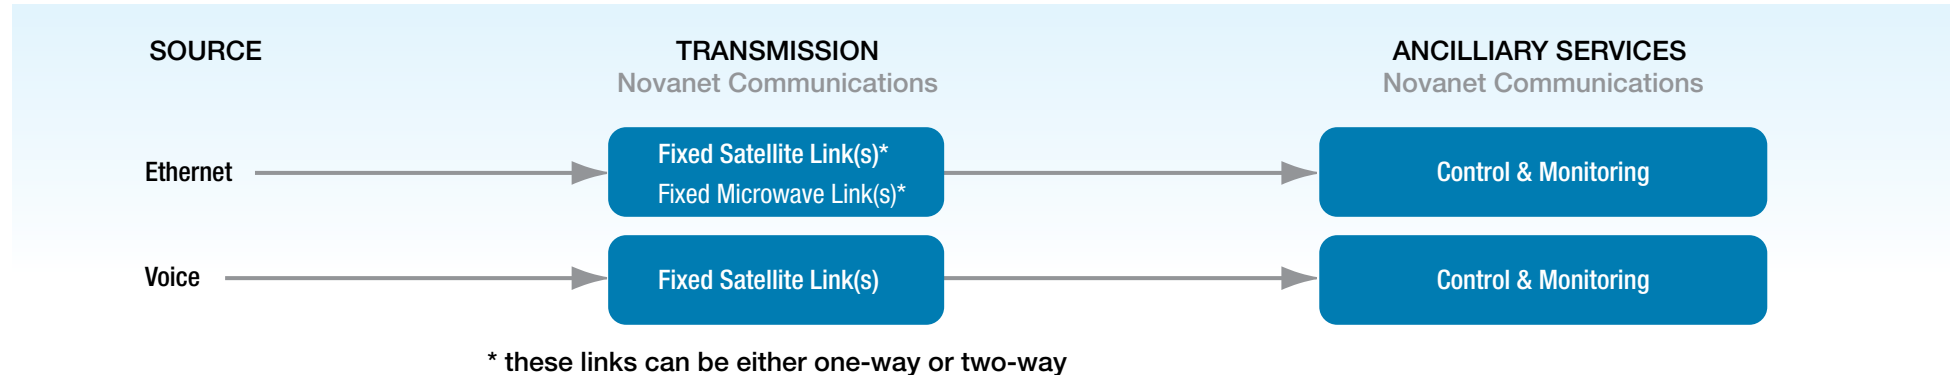 SOURCE
TRANSMISSION
Novanet Communications
ANCILLIARY SERVICES
Novanet Communications
Ethernet
Fixed Satellite Link(s)*
Fixed Microwave Link(s)*
Control & Monitoring
Voice
Fixed Satellite Link(s)
Control & Monitoring
* these links can be either one-way or two-way